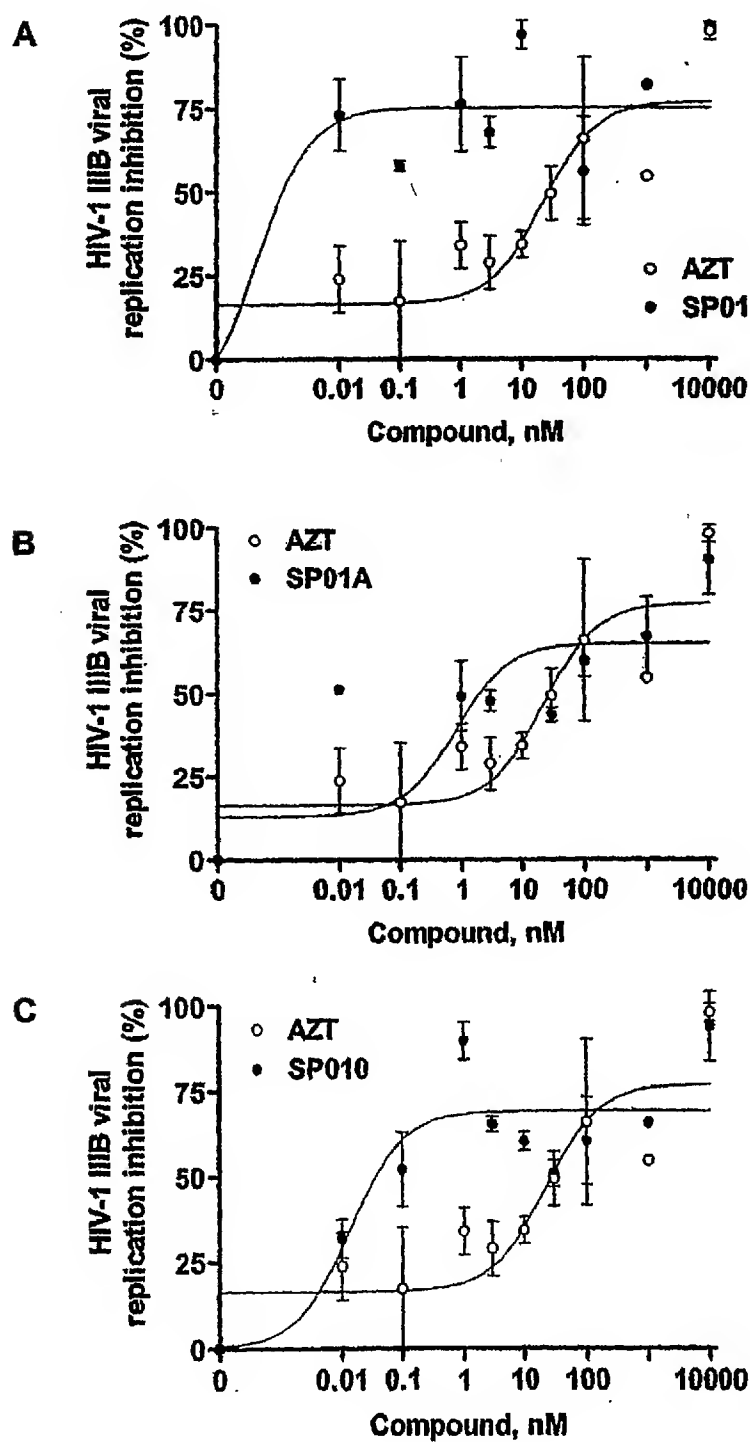 A
HIV-1 IIIB viral
replication inhibition (%)
100
75
50
25
0
AZT
SP01
0 0.01 0.1 1 10 100 10000
Compound, nM
B
HIV-1 IIIB viral
replication inhibition (%)
100
75
50
25
0
AZT
SP01A
0 0.01 0.1 1 10 100 10000
Compound, nM
C
HIV-1 IIIB viral
replication inhibition (%)
100
75
50
25
0
AZT
SP010
0 0.01 0.1 1 10 100 10000
Compound, nM